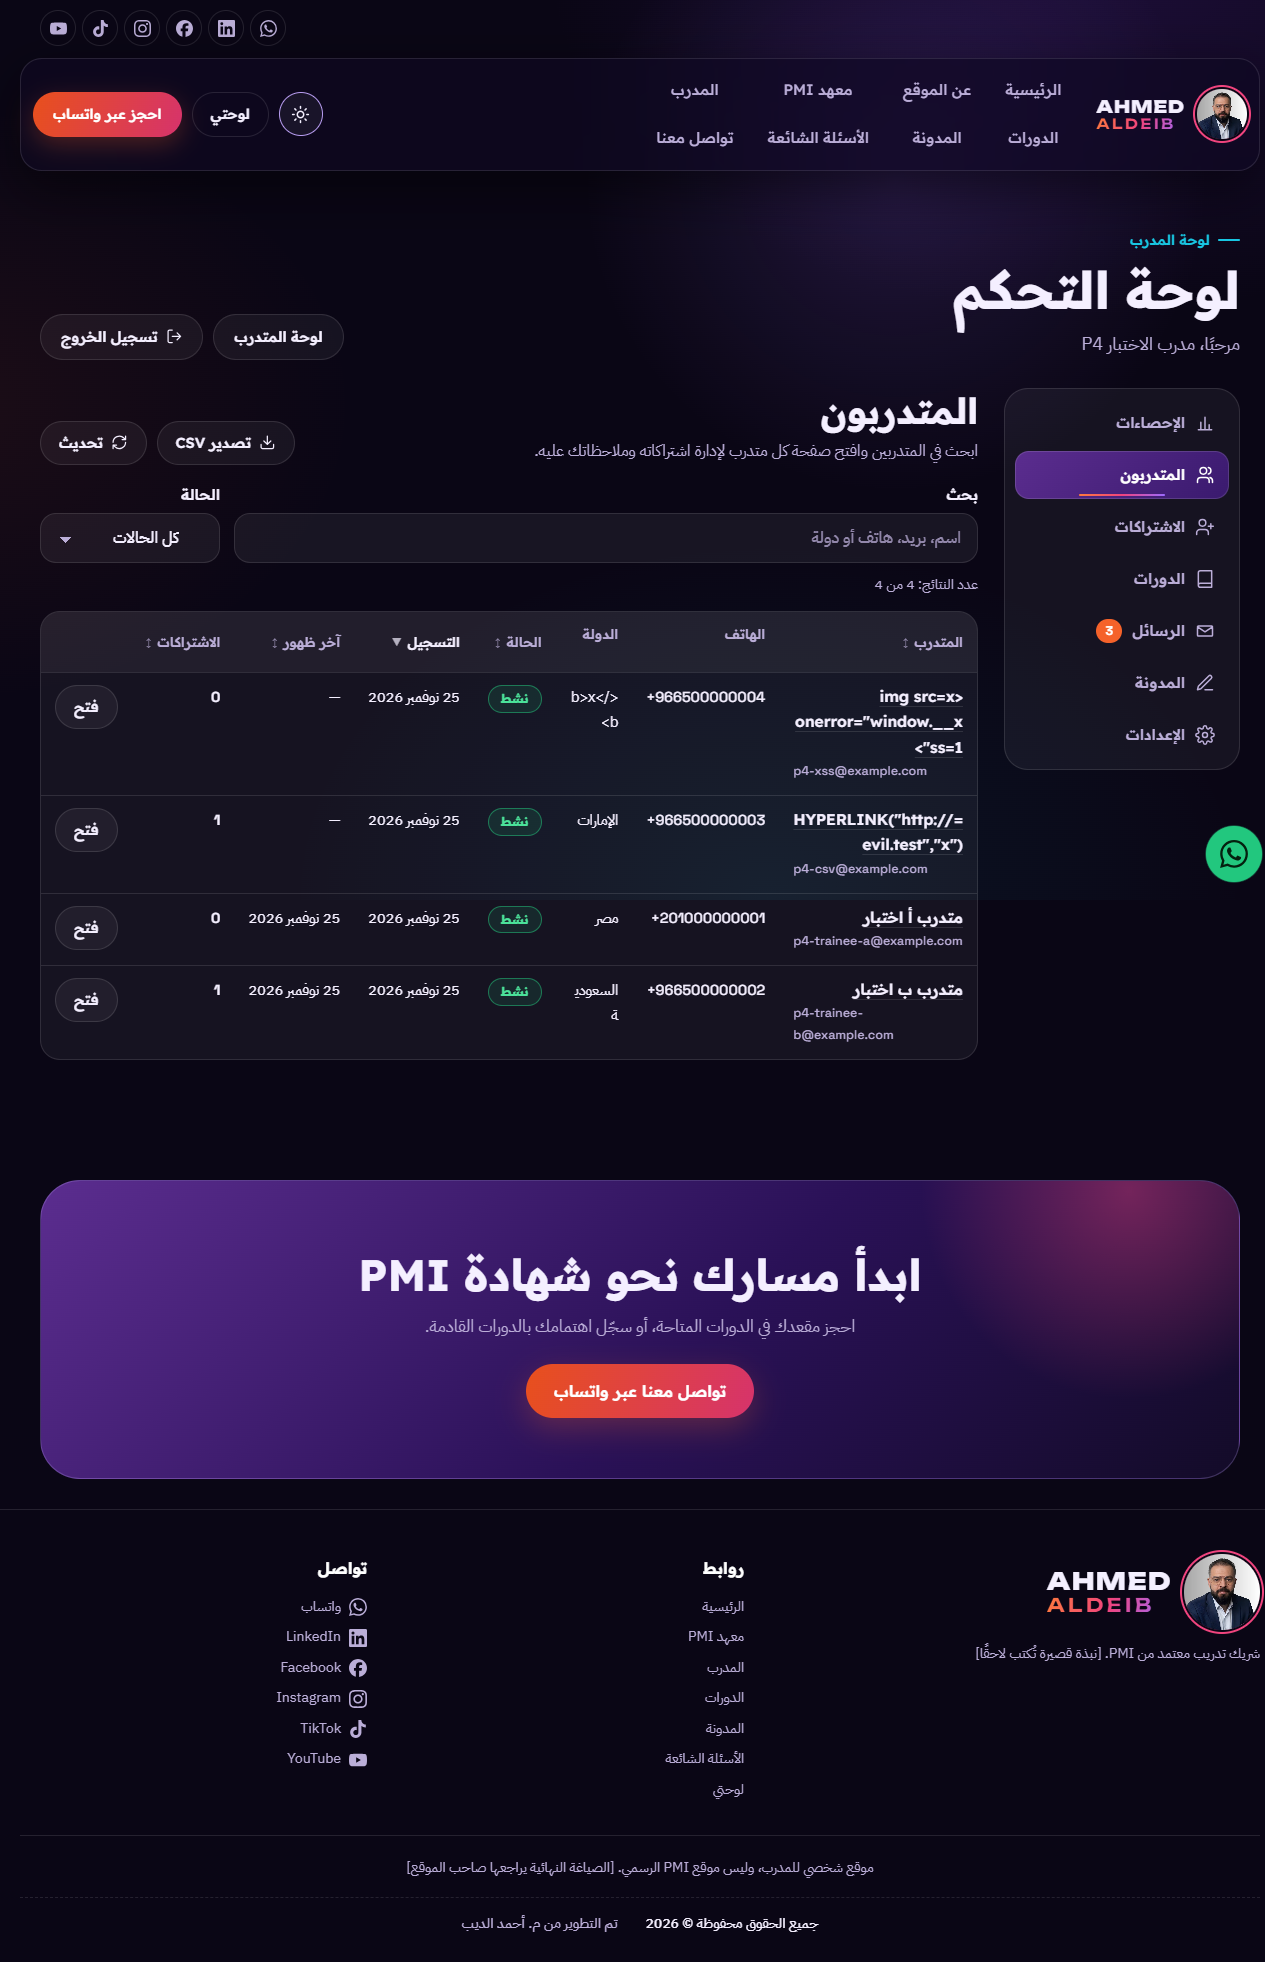 AHMED
ALDEIB
الرئيسية
عن الموقع
معهد PMI
المدرب
الدورات
المدونة
الأسئلة الشائعة
تواصل معنا
لوحتي
احجز عبر واتساب
لوحة المدرب
لوحة التحكم
مرحبًا، مدرب الاختبار P4
لوحة المتدرب
تسجيل الخروج
الإحصاءات
المتدربون
الاشتراكات
الدورات
الرسائل 3
المدونة
الإعدادات
المتدربون
ابحث في المتدربين وافتح صفحة كل متدرب لإدارة اشتراكاته وملاحظاتك عليه.
تصدير CSV
تحديث
بحث
اسم، بريد، هاتف أو دولة
الحالة
كل الحالات
عدد النتائج: 4 من 4
المتدرب ↕ الهاتف الدولة الحالة ↕ التسجيل ▼ آخر ظهور ↕ الاشتراكات ↕
<img src=x
onerror="window.__x
ss=1">
p4-xss@example.com
+966500000004
<b>x</
b>
نشط
25 نوفمبر 2026
—
0
فتح
=HYPERLINK("http://
evil.test","x")
p4-csv@example.com
+966500000003
الإمارات
نشط
25 نوفمبر 2026
—
1
فتح
متدرب أ اختبار
p4-trainee-a@example.com
+201000000001
مصر
نشط
25 نوفمبر 2026
25 نوفمبر 2026
0
فتح
متدرب ب اختبار
p4-trainee-
b@example.com
+966500000002
السعودي
ة
نشط
25 نوفمبر 2026
25 نوفمبر 2026
1
فتح
ابدأ مسارك نحو شهادة PMI
احجز مقعدك في الدورات المتاحة، أو سجّل اهتمامك بالدورات القادمة.
تواصل معنا عبر واتساب
AHMED
ALDEIB
شريك تدريب معتمد من PMI. [نبذة قصيرة تُكتب لاحقًا]
روابط
الرئيسية
معهد PMI
المدرب
الدورات
المدونة
الأسئلة الشائعة
لوحتي
تواصل
واتساب
LinkedIn
Facebook
Instagram
TikTok
YouTube
موقع شخصي للمدرب، وليس موقع PMI الرسمي. [الصياغة النهائية يراجعها صاحب الموقع]
جميع الحقوق محفوظة © 2026
تم التطوير من م. أحمد الديب